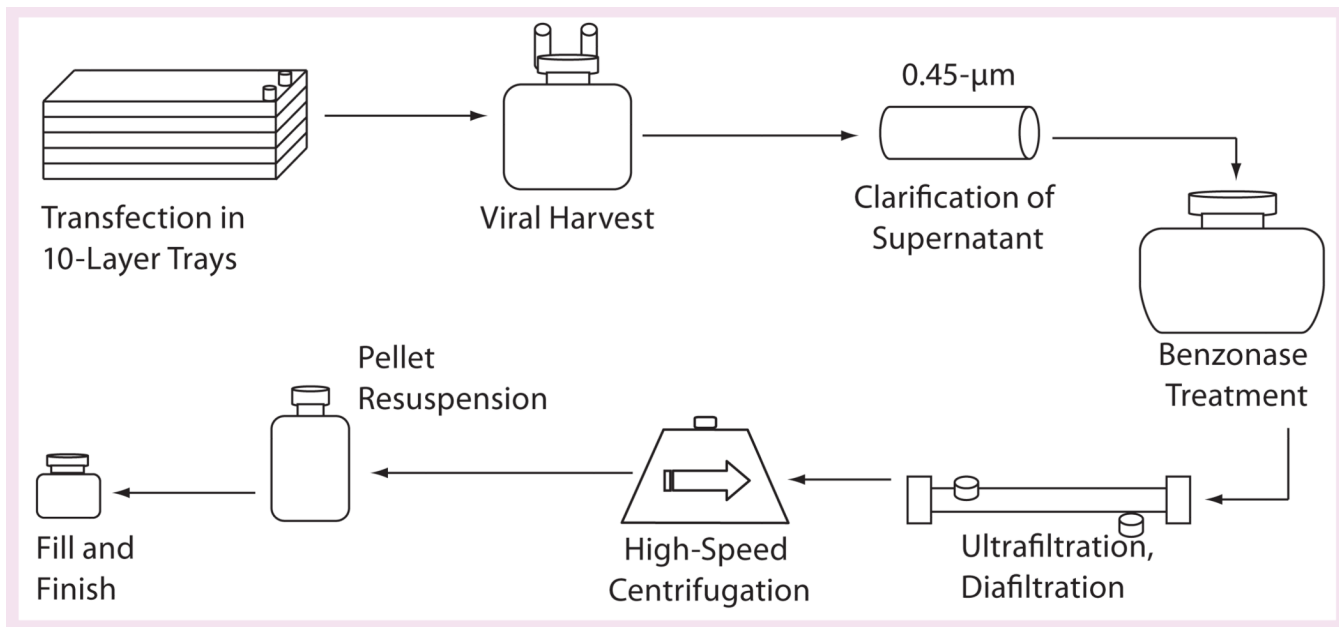 Transfection in
10-Layer Trays
Viral Harvest
0.45-μm
Clarification of
Supernatant
Benzonase
Treatment
Ultrafiltration,
Diafiltration
High-Speed
Centrifugation
Pellet
Resuspension
Fill and
Finish